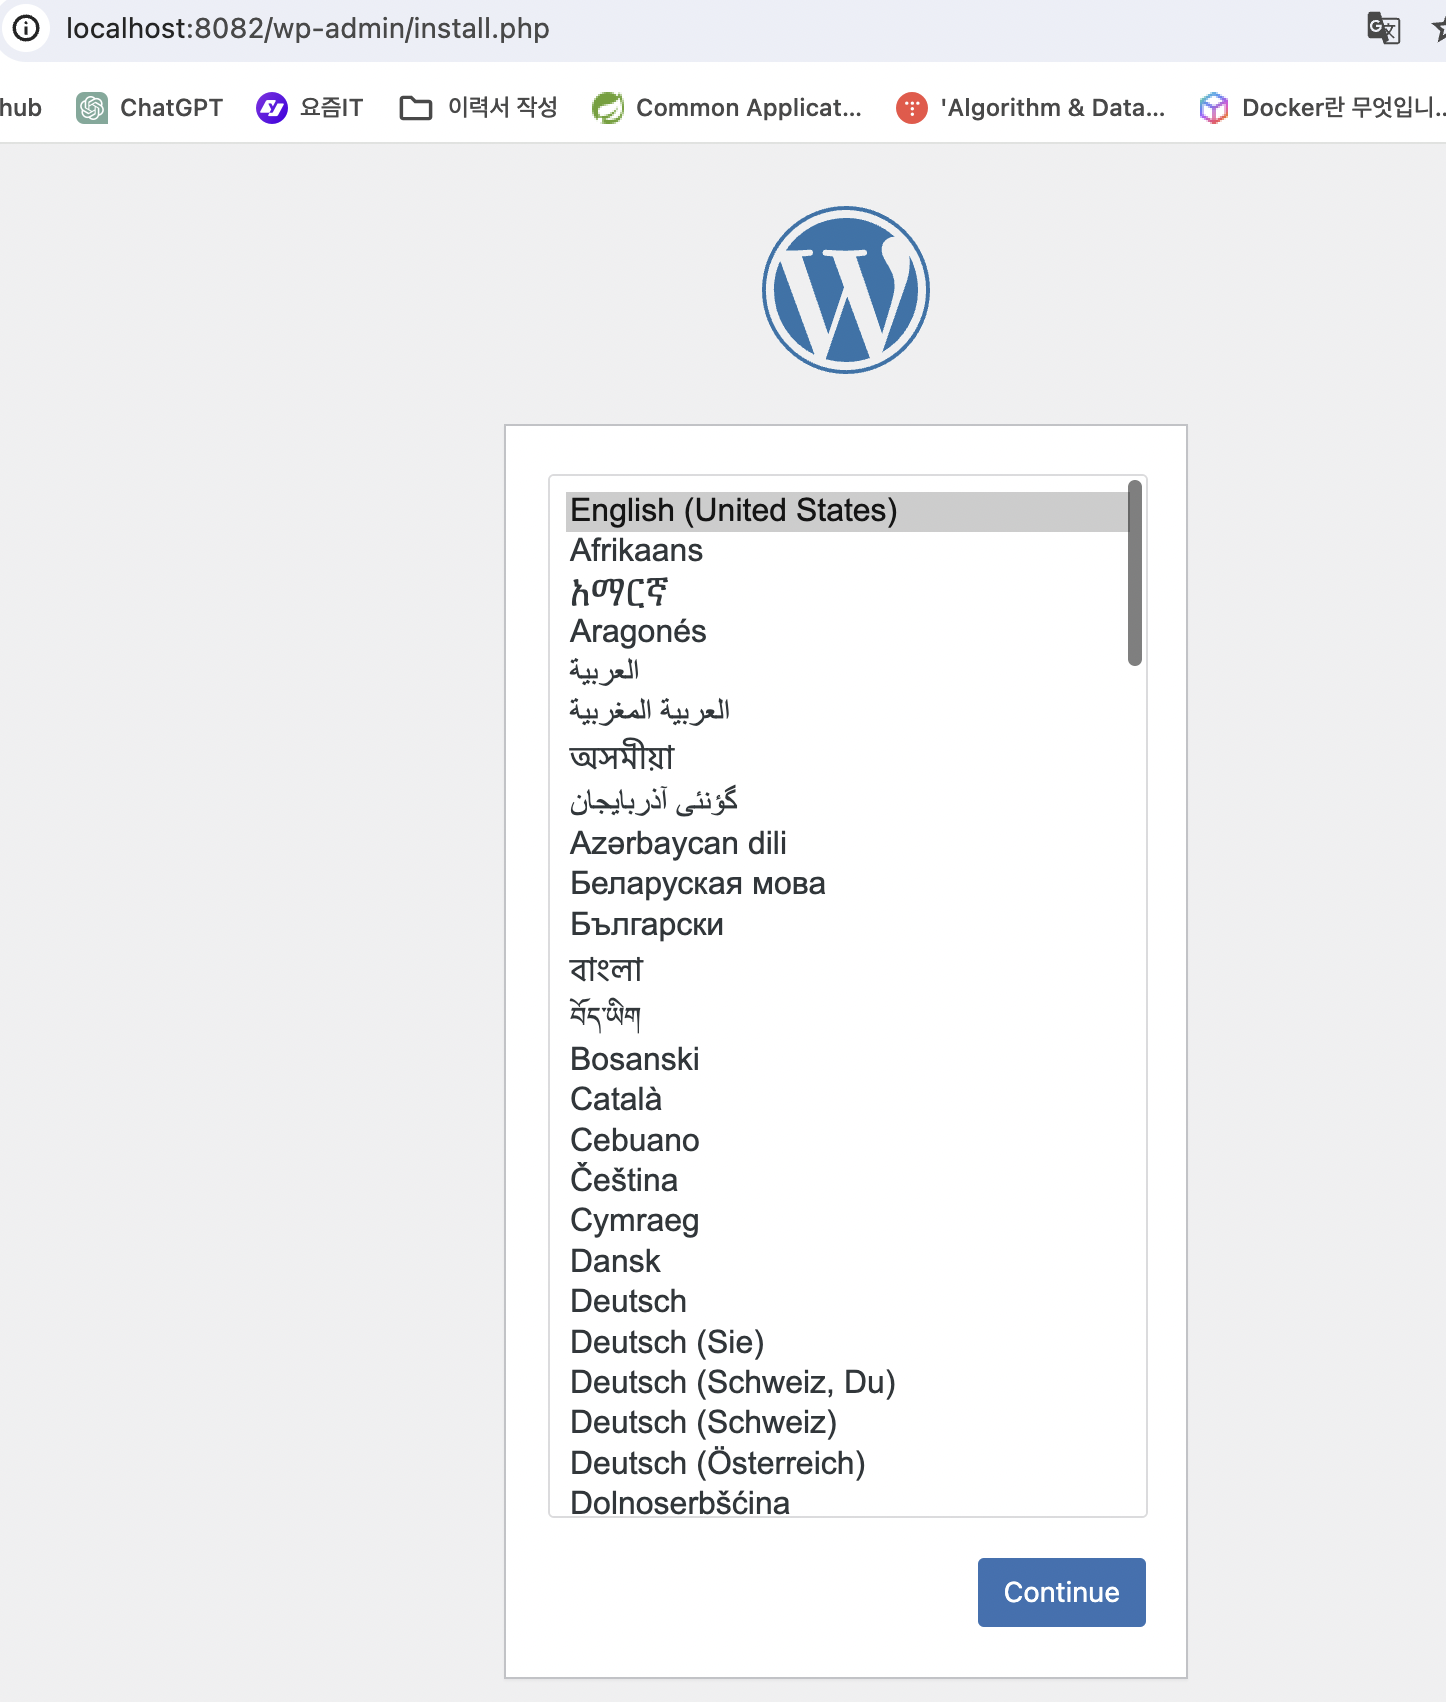 localhost:8082/wp-admin/install.php
hub ChatGPT 요즘IT 이력서 작성 Common Applicat... 'Algorithm & Data... Docker란 무엇입니...
English (United States)
Afrikaans
አማርኛ
Aragonés
العربية
العربية المغربية
অসমীয়া
گؤنئی آذربایجان
Azərbaycan dili
Беларуская мова
Български
বাংলা
བོད་ཡིག
Bosanski
Català
Cebuano
Čeština
Cymraeg
Dansk
Deutsch
Deutsch (Sie)
Deutsch (Schweiz, Du)
Deutsch (Schweiz)
Deutsch (Österreich)
Dolnoserbšćina
Continue